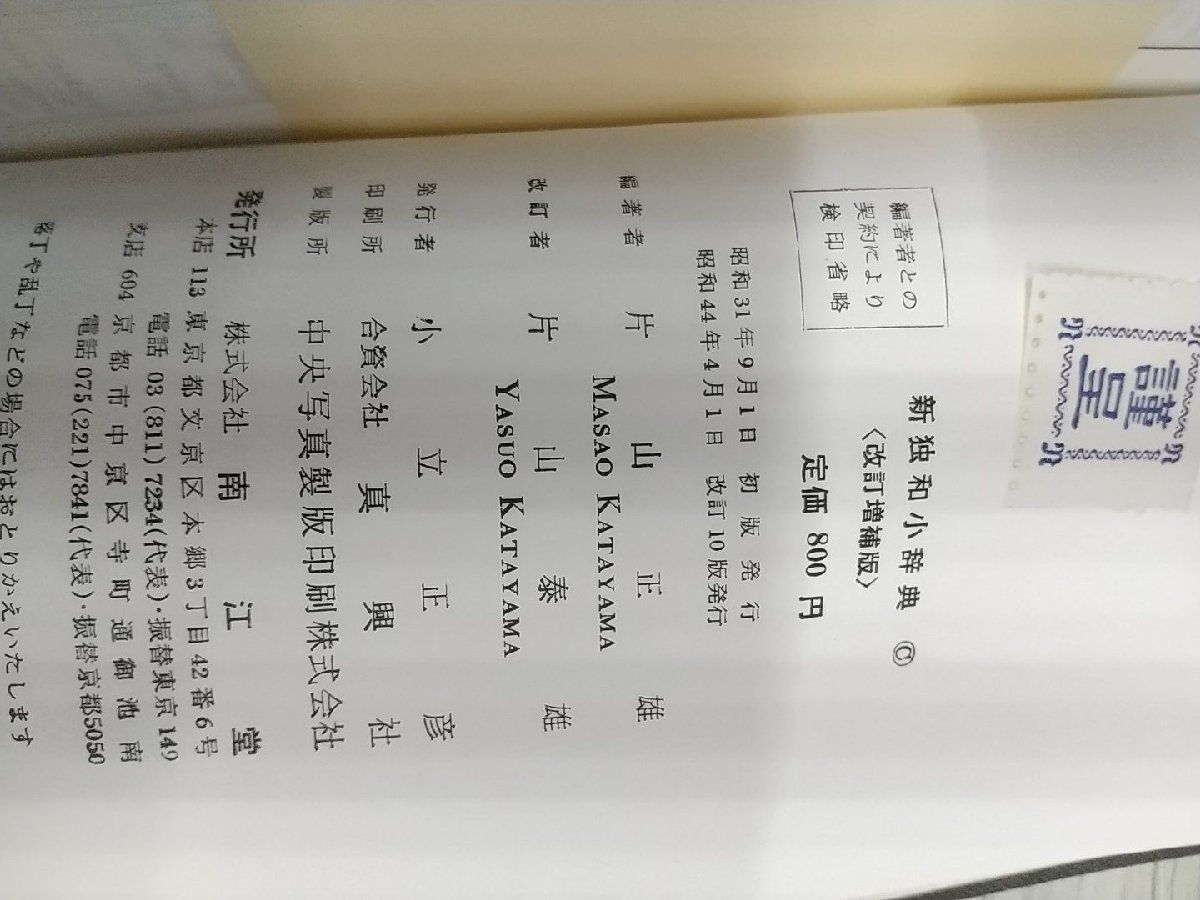 謹呈
編著者との
契約により
検印省略
新独和小辞典 ©
〈改訂増補版〉
定価 800 円
昭和31年9月1日 初版発行
昭和44年4月1日 改訂10版発行
編著者 片山正雄
MASAO KATAYAMA
改訂者 片山泰雄
YASUO KATAYAMA
発行者 小立正彦
印刷所 合資会社 真興社
製版所 中央写真製版印刷株式会社
発行所 株式会社 南江堂
本店 113 東京都文京区本郷3丁目42番6号
電話 03 (811) 7234(代表)・振替東京 149
支店 604 京都市中京区寺町通御池南
電話 075(221)7841(代表)・振替京都5050
落丁や乱丁などの場合にはおとりかえいたします